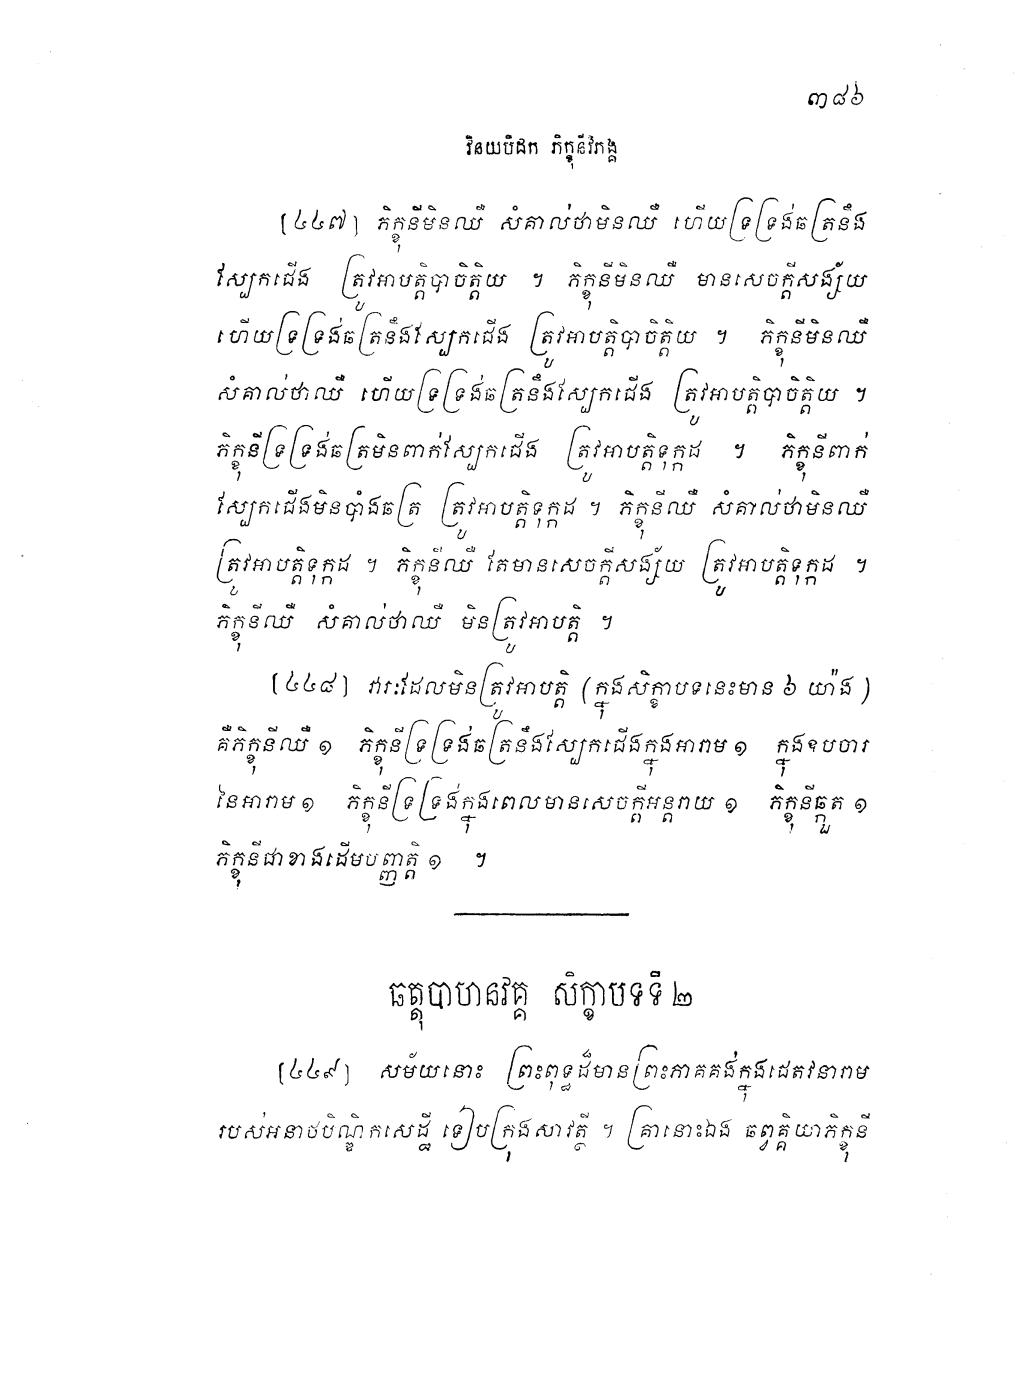 ៣៨៦
វិនយបិដក ភិក្ខុនីវិភង្គ
[៤៤៧] ភិក្ខុនីមិនឈឺ សំគាល់ថាមិនឈឺ ហើយទ្រទ្រង់ឆត្រនឹង
ស្បែកជើង ត្រូវអាបត្តិបាចិត្តិយ ។ ភិក្ខុនីមិនឈឺ មានសេចក្តីសង្ស័យ
ហើយទ្រទ្រង់ឆត្រនឹងស្បែកជើង ត្រូវអាបត្តិបាចិត្តិយ ។ ភិក្ខុនីមិនឈឺ
សំគាល់ថាឈឺ ហើយទ្រទ្រង់ឆត្រនឹងស្បែកជើង ត្រូវអាបត្តិបាចិត្តិយ ។
ភិក្ខុនីទ្រទ្រង់ឆត្រមិនពាក់ស្បែកជើង ត្រូវអាបត្តិទុក្កដ ។ ភិក្ខុនីពាក់
ស្បែកជើងមិនបាំងឆត្រ ត្រូវអាបត្តិទុក្កដ ។ ភិក្ខុនីឈឺ សំគាល់ថាមិនឈឺ
ត្រូវអាបត្តិទុក្កដ ។ ភិក្ខុនីឈឺ តែមានសេចក្តីសង្ស័យ ត្រូវអាបត្តិទុក្កដ ។
ភិក្ខុនីឈឺ សំគាល់ថាឈឺ មិនត្រូវអាបត្តិ ។
[៤៤៨] វារៈដែលមិនត្រូវអាបត្តិ (ក្នុងសិក្ខាបទនេះមាន ៦ យ៉ាង)
គឺភិក្ខុនីឈឺ ១ ភិក្ខុនីទ្រទ្រង់ឆត្រនឹងស្បែកជើងក្នុងអារាម ១ ក្នុងឧបចារ
នៃអារាម ១ ភិក្ខុនីទ្រទ្រង់ក្នុងពេលមានសេចក្តីអន្តរាយ ១ ភិក្ខុនីឆ្កួត ១
ភិក្ខុនីជាខាងដើមបញ្ញត្តិ ១ ។
ឆត្តុបាហនវគ្គ សិក្ខាបទទី ២
[៤៤៩] សម័យនោះ ព្រះពុទ្ធដ៏មានព្រះភាគគង់ក្នុងជេតវនារាម
របស់អនាថបិណ្ឌិកសេដ្ឋី ទៀបក្រុងសាវត្ថី ។ គ្រានោះឯង ឆព្វគ្គិយាភិក្ខុនី